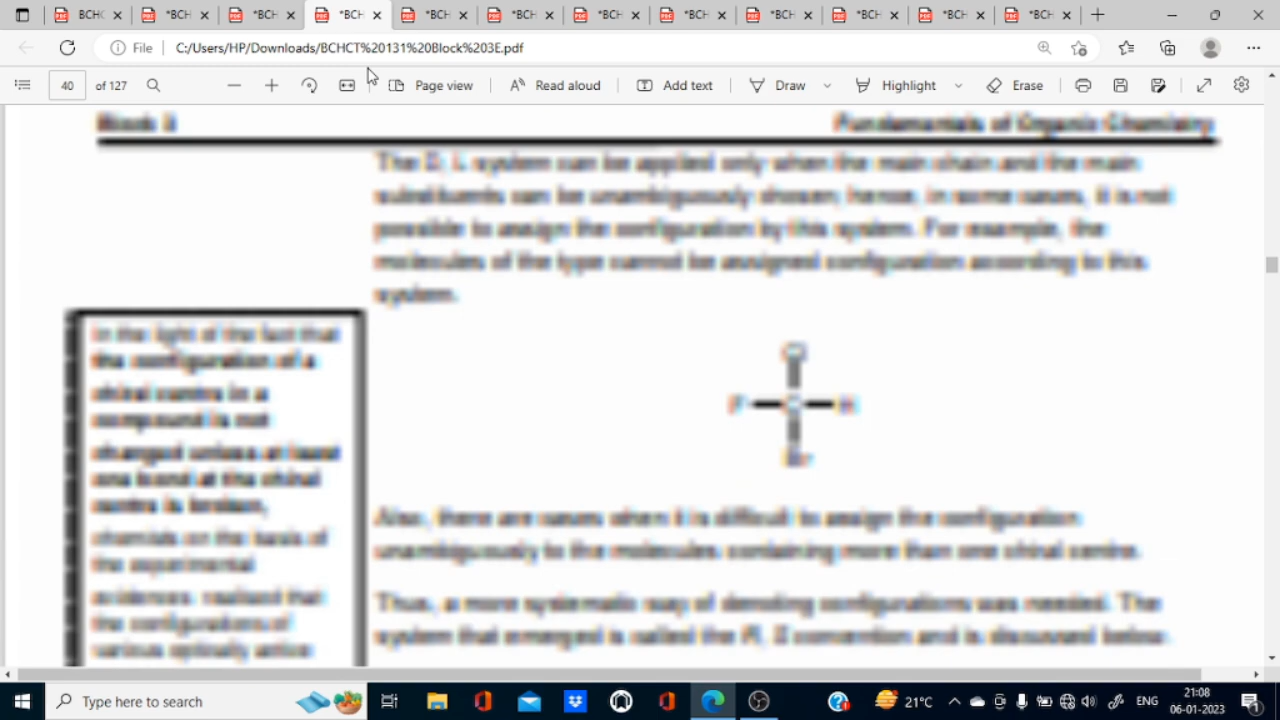 BCHC
*BCH
*BCH
*BCH
*BCH
*BCH
*BCH
*BCH
*BCH
*BCH
*BCH
*BCH
File
C:/Users/HP/Downloads/BCHCT%20131%20Block%203E.pdf
40
of 127
Page view
Read aloud
Add text
Draw
Highlight
Erase
Block 3
Fundamentals of Organic Chemistry
The D, L system can be applied only when the main chain and the main
substituents can be unambiguously chosen; hence, in some cases, it is not
possible to assign the configuration by this system. For example, the
molecules of the type cannot be assigned configuration according to this
system.
In the light of the fact that
the configuration of a
chiral centre in a
compound is not
changed unless at least
one bond at the chiral
centre is broken,
chemists on the basis of
the experimental
evidences, realised that
the configurations of
various optically active
F
C
H
Br
Also, there are cases when it is difficult to assign the configuration
unambiguously to the molecules containing more than one chiral centre.
Thus, a more systematic way of denoting configurations was needed. The
system that emerged is called the R, S convention and is discussed below.
Type here to search
21°C
ENG
21:08
06-01-2023
1